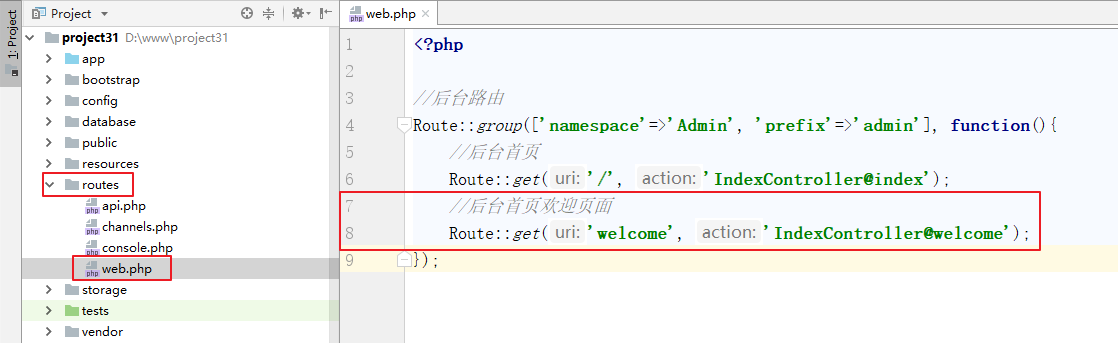 1: Project
Project
project31 D:\www\project31
app
bootstrap
config
database
public
resources
routes
php api.php
php channels.php
php console.php
php web.php
storage
tests
vendor
php web.php
1 <?php
2
3 //后台路由
4 Route::group(['namespace'=>'Admin', 'prefix'=>'admin'], function(){
5 //后台首页
6 Route::get( uri: '/', action: 'IndexController@index');
7 //后台首页欢迎页面
8 Route::get( uri: 'welcome', action: 'IndexController@welcome');
9 });